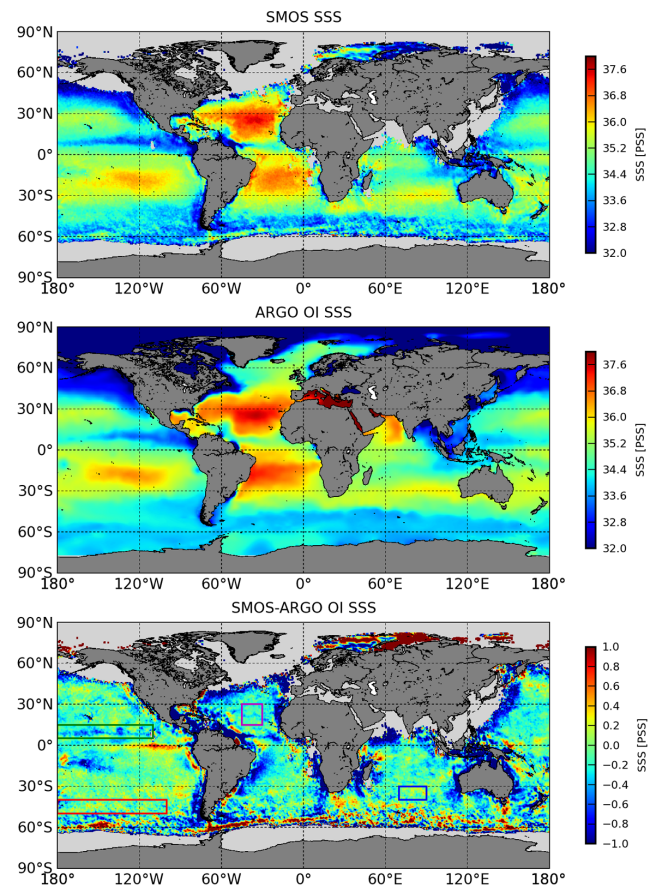 SMOS SSS
90°N
60°N
30°N
0°
30°S
60°S
90°S
180° 120°W 60°W 0° 60°E 120°E 180°
37.6
36.8
36.0
35.2
34.4
33.6
32.8
32.0
SSS [PSS]
ARGO OI SSS
90°N
60°N
30°N
0°
30°S
60°S
90°S
180° 120°W 60°W 0° 60°E 120°E 180°
37.6
36.8
36.0
35.2
34.4
33.6
32.8
32.0
SSS [PSS]
SMOS-ARGO OI SSS
90°N
60°N
30°N
0°
30°S
60°S
90°S
180° 120°W 60°W 0° 60°E 120°E 180°
1.0
0.8
0.6
0.4
0.2
0.0
−0.2
−0.4
−0.6
−0.8
−1.0
SSS [PSS]